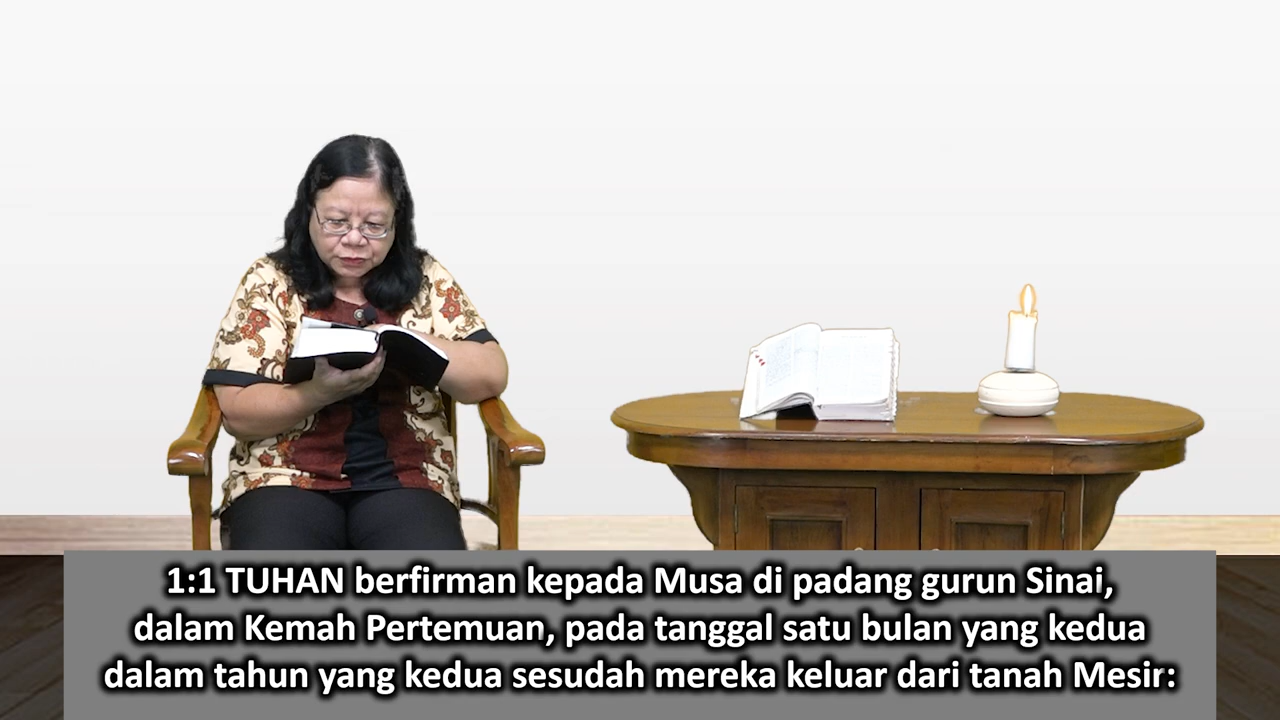 1:1 TUHAN berfirman kepada Musa di padang gurun Sinai,
dalam Kemah Pertemuan, pada tanggal satu bulan yang kedua
dalam tahun yang kedua sesudah mereka keluar dari tanah Mesir: